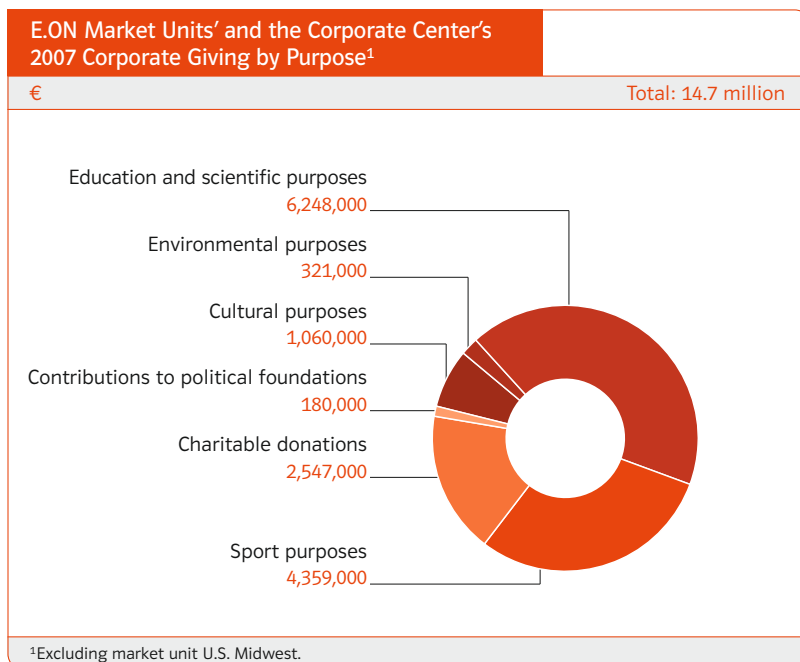 E.ON Market Units’ and the Corporate Center’s
2007 Corporate Giving by Purpose¹
€ Total: 14.7 million
Education and scientific purposes
6,248,000
Environmental purposes
321,000
Cultural purposes
1,060,000
Contributions to political foundations
180,000
Charitable donations
2,547,000
Sport purposes
4,359,000
¹Excluding market unit U.S. Midwest.